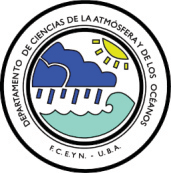 DEPARTAMENTO DE CIENCIAS DE LA ATMÓSFERA Y DE LOS OCÉANOS
F.C.E.Y N. - U.B.A.